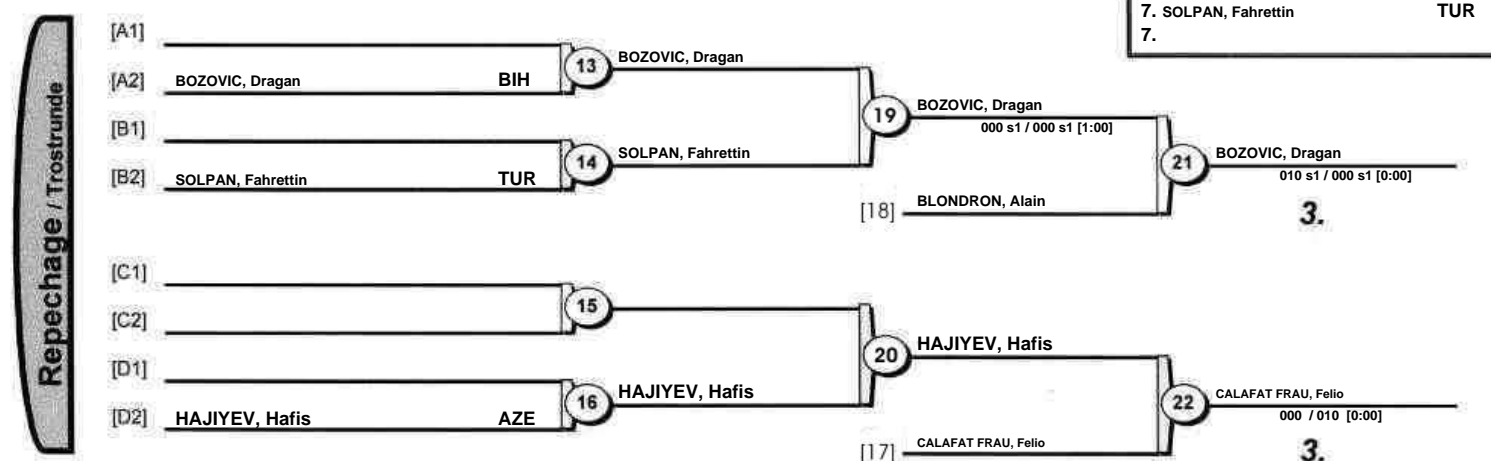 7. SOLPAN, Fahrettin TUR
7.
Repechage / Trostrunde
[A1]
13 BOZOVIC, Dragan
[A2] BOZOVIC, Dragan BIH
19 BOZOVIC, Dragan
000 s1 / 000 s1 [1:00]
[B1]
14 SOLPAN, Fahrettin
21 BOZOVIC, Dragan
010 s1 / 000 s1 [0:00]
[B2] SOLPAN, Fahrettin TUR
[18] BLONDRON, Alain
3.
[C1]
15
[C2]
20 HAJIYEV, Hafis
[D1]
16 HAJIYEV, Hafis
22 CALAFAT FRAU, Felio
000 / 010 [0:00]
[D2] HAJIYEV, Hafis AZE
[17] CALAFAT FRAU, Felio
3.